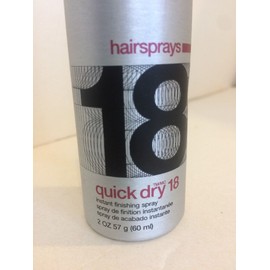 hairsprays
18
quick dry 18
instant finishing spray
spray de finition instantanée
spray de scabado instante
2 OZ 57 g (60 ml)